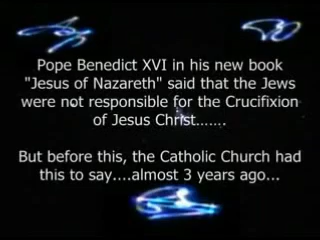 Pope Benedict XVI in his new book
"Jesus of Nazareth" said that the Jews
were not responsible for the Crucifixion
of Jesus Christ.......
But before this, the Catholic Church had
this to say....almost 3 years ago...